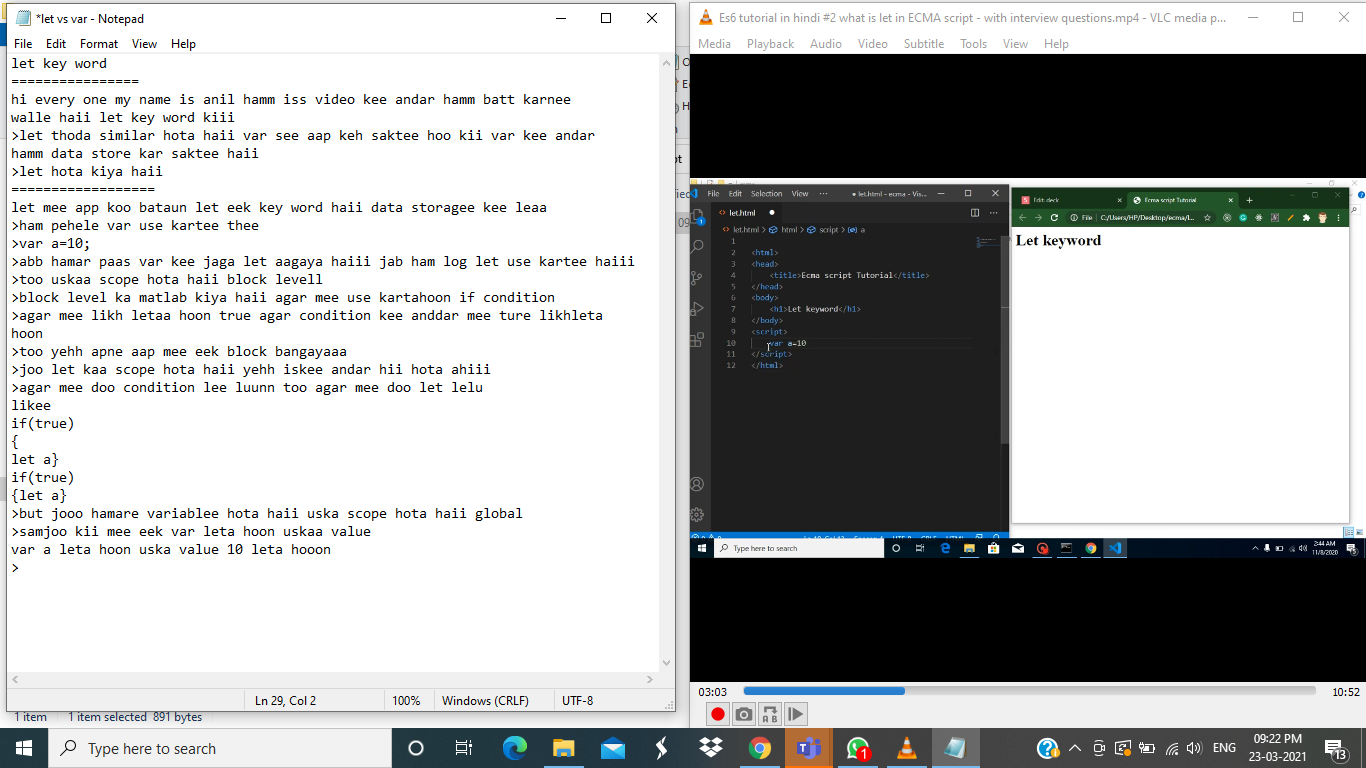 *let vs var - Notepad
File Edit Format View Help
let key word
================
hi every one my name is anil hamm iss video kee andar hamm batt karnee
walle haii let key word kiii
>let thoda similar hota haii var see aap keh saktee hoo kii var kee andar
hamm data store kar saktee haii
>let hota kiya haii
==================
let mee app koo bataun let eek key word haii data storagee kee leaa
>ham pehele var use kartee thee
>var a=10;
>abb hamar paas var kee jaga let aagaya haiii jab ham log let use kartee haiii
>too uskaa scope hota haii block levell
>block level ka matlab kiya haii agar mee use kartahoon if condition
>agar mee likh letaa hoon true agar condition kee anddar mee ture likhleta
hoon
>too yehh apne aap mee eek block bangayaaa
>joo let kaa scope hota haii yehh iskee andar hii hota ahiii
>agar mee doo condition lee luunn too agar mee doo let lelu
likee
if(true)
{
let a}
if(true)
{let a}
>but jooo hamare variablee hota haii uska scope hota haii global
>samjoo kii mee eek var leta hoon uskaa value
var a leta hoon uska value 10 leta hooon
>
Ln 29, Col 2 100% Windows (CRLF) UTF-8
1 item 1 item selected 891 bytes
Es6 tutorial in hindi #2 what is let in ECMA script - with interview questions.mp4 - VLC media p...
Media Playback Audio Video Subtitle Tools View Help
File Edit Selection View ··· ● let.html - ecma - Vis...
let.html ●
let.html > html > script > a
1
2 <html>
3 <head>
4 <title>Ecma script Tutorial</title>
5 </head>
6 <body>
7 <h1>Let keyword</h1>
8 </body>
9 <script>
10 var a=10
11 </script>
12 </html>
Edit deck
Ecma script Tutorial
File C:/Users/HP/Desktop/ecma/l...
Let keyword
Type here to search
2:44 AM
11/8/2020
03:03 10:52
Type here to search
ENG
09:22 PM
23-03-2021
1
13